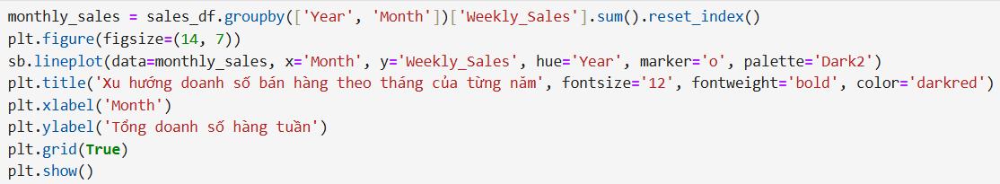 monthly_sales = sales_df.groupby(['Year', 'Month'])['Weekly_Sales'].sum().reset_index()
plt.figure(figsize=(14, 7))
sb.lineplot(data=monthly_sales, x='Month', y='Weekly_Sales', hue='Year', marker='o', palette='Dark2')
plt.title('Xu hướng doanh số bán hàng theo tháng của từng năm', fontsize='12', fontweight='bold', color='darkred')
plt.xlabel('Month')
plt.ylabel('Tổng doanh số hàng tuần')
plt.grid(True)
plt.show()